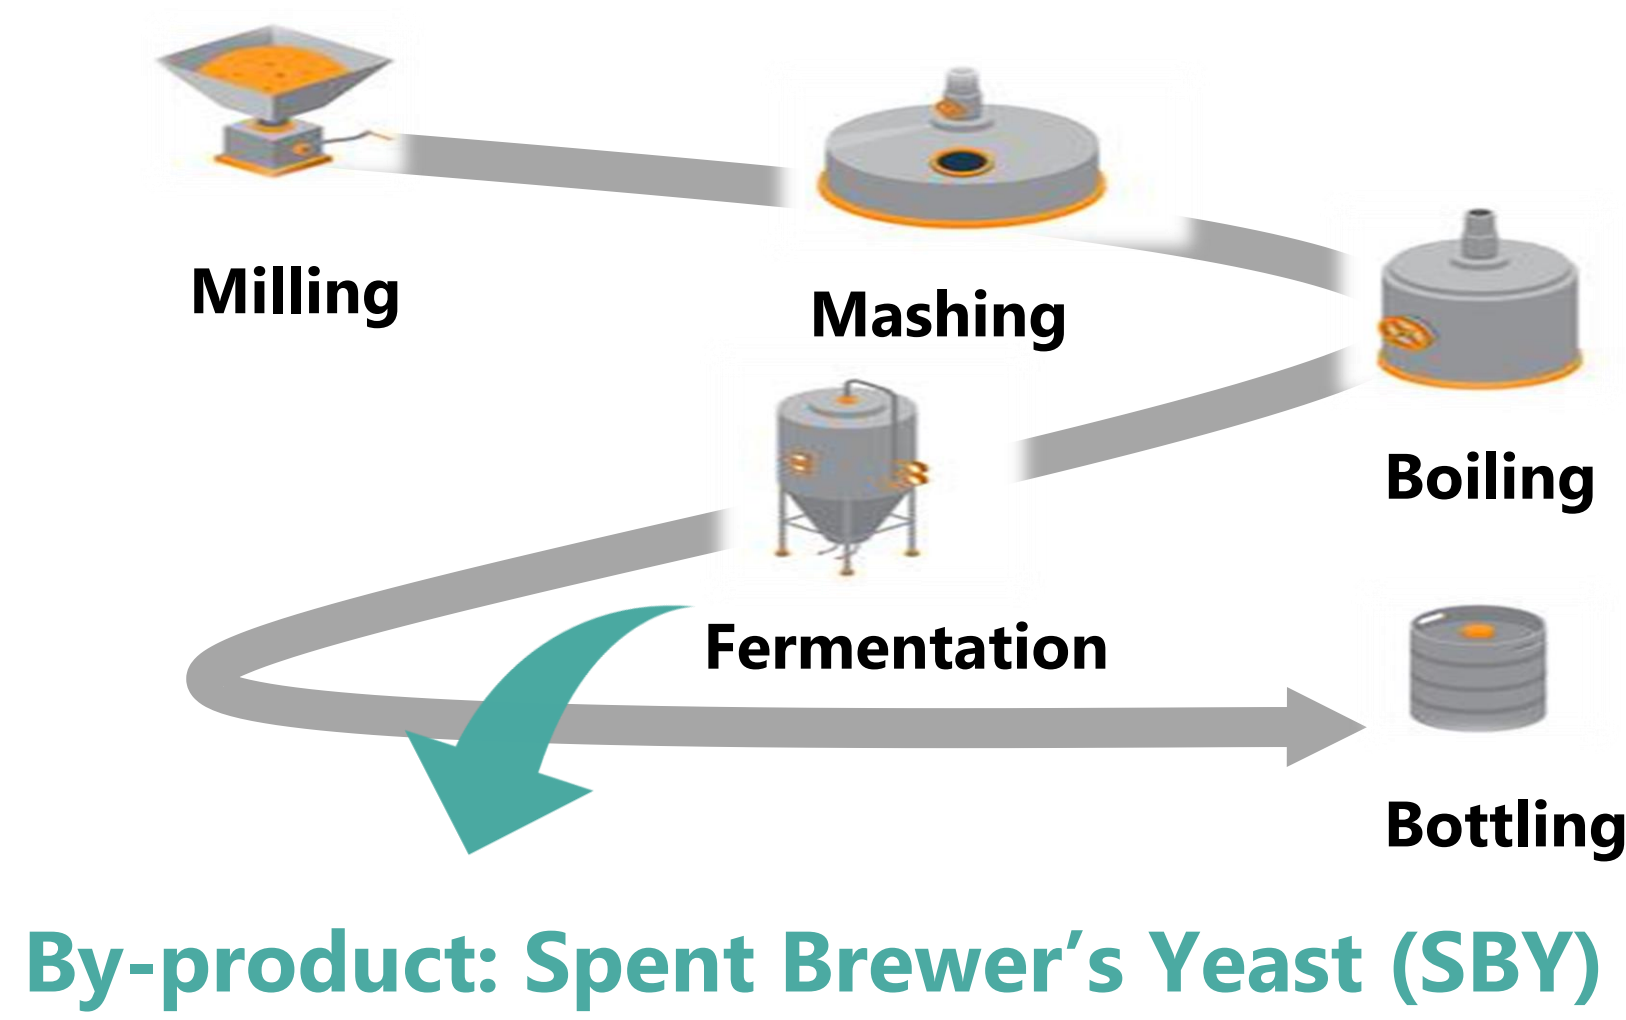 Milling
Mashing
Boiling
Fermentation
Bottling
By-product: Spent Brewer’s Yeast (SBY)